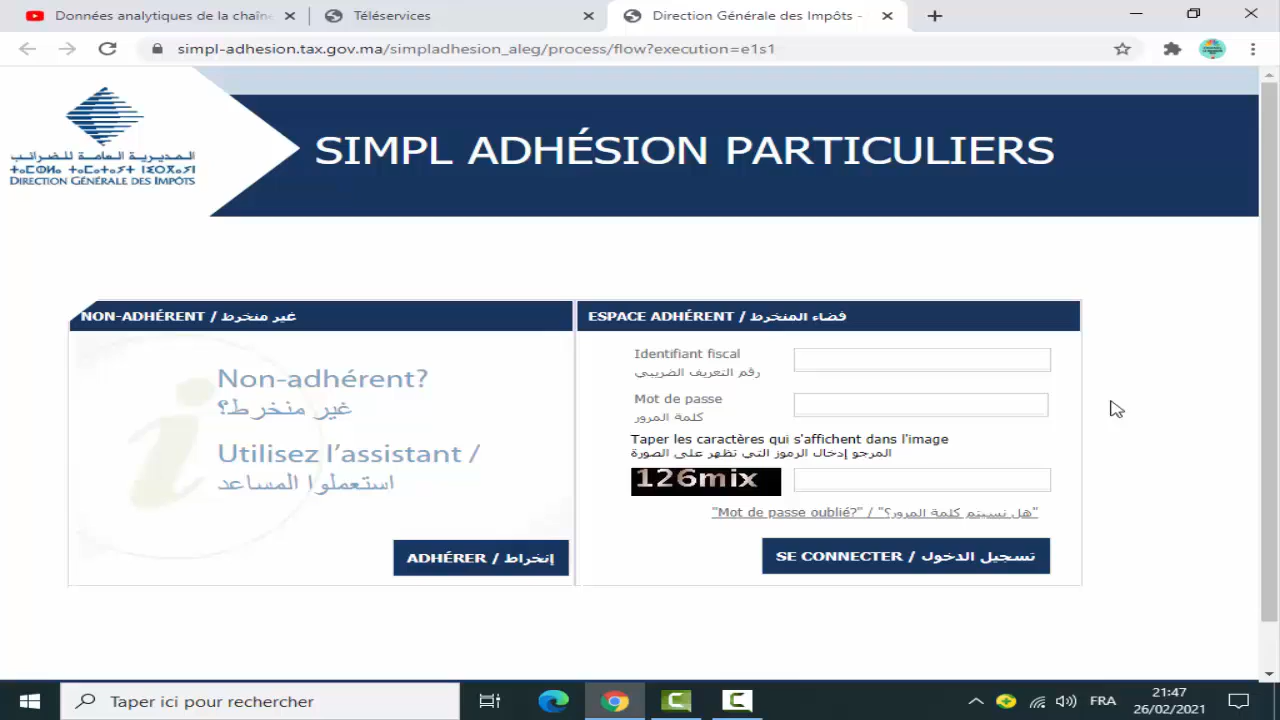 Données analytiques de la chaîn
Téléservices
Direction Générale des Impôts -
simpl-adhesion.tax.gov.ma/simpladhesion_aleg/process/flow?execution=e1s1
المديرية العامة للضرائب
ⵜⴰⵎⵀⵍⴰ ⵜⴰⵎⴰⵜⴰⵢⵜ ⵏⵉⵔⴰⵣⵏ
DIRECTION GÉNÉRALE DES IMPÔTS
SIMPL ADHÉSION PARTICULIERS
NON-ADHÉRENT / غير منخرط
Non-adhérent?
غير منخرط؟
Utilisez l'assistant /
استعملوا المساعد
ADHÉRER / إنخراط
ESPACE ADHÉRENT / فضاء المنخرط
Identifiant fiscal
رقم التعريف الضريبي
Mot de passe
كلمة المرور
Taper les caractères qui s'affichent dans l'image
المرجو إدخال الرموز التي تظهر على الصورة
126mix
"Mot de passe oublié?" / "هل نسيتم كلمة المرور؟"
SE CONNECTER / تسجيل الدخول
Taper ici pour rechercher
FRA
21:47
26/02/2021